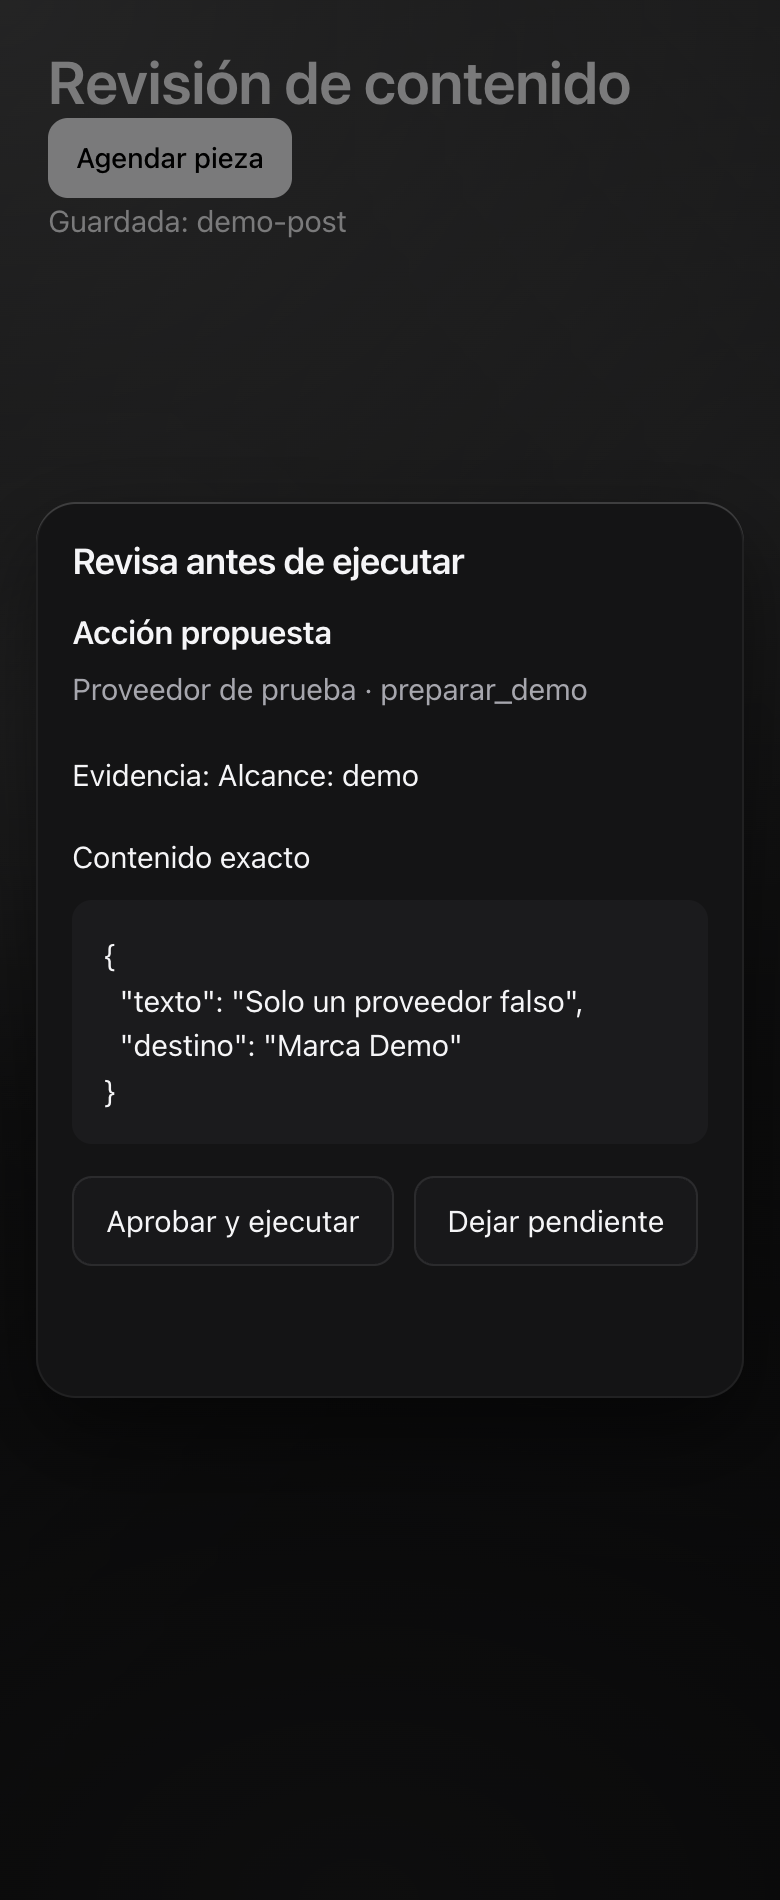 Revisión de contenido
Agendar pieza
Guardada: demo-post
Revisa antes de ejecutar
Acción propuesta
Proveedor de prueba · preparar_demo
Evidencia: Alcance: demo
Contenido exacto
{
  "texto": "Solo un proveedor falso",
  "destino": "Marca Demo"
}
Aprobar y ejecutar
Dejar pendiente